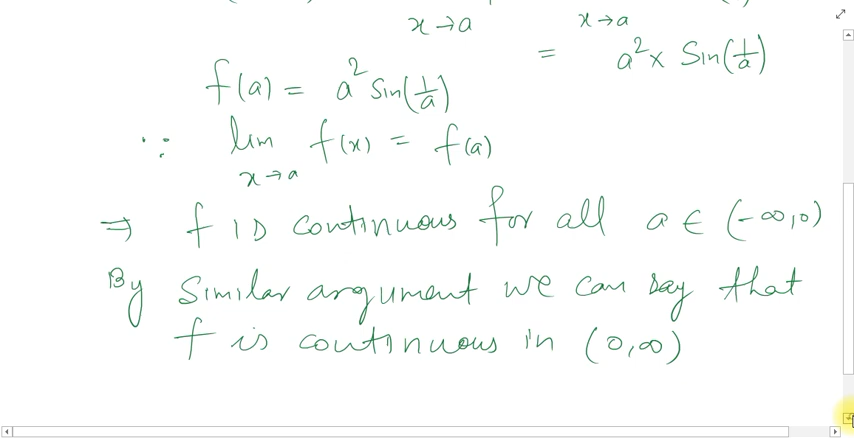 x→a x→a
= a² x Sin(1/a)
f(a) = a² Sin(1/a)
∵ lim f(x) = f(a)
x→a
⇒ f is continuous for all a ∈ (-∞,0)
By Similar argument we can say that
f is continuous in (0,∞)